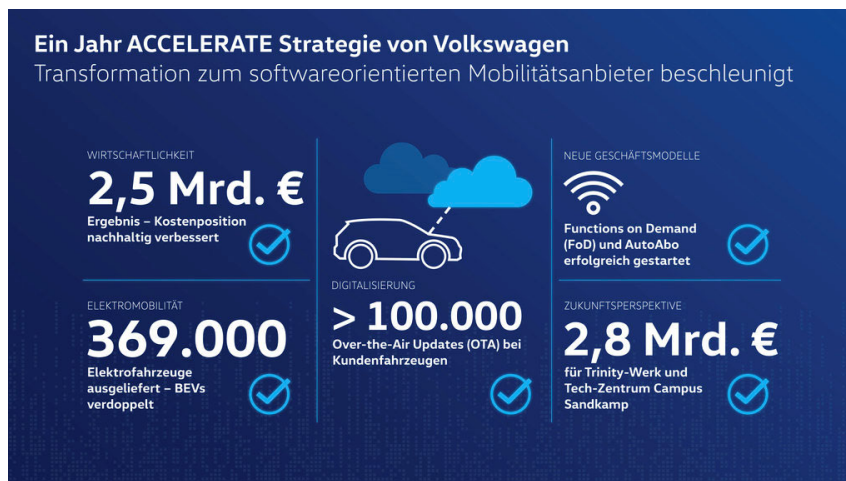 Ein Jahr ACCELERATE Strategie von Volkswagen
Transformation zum softwareorientierten Mobilitätsanbieter beschleunigt
WIRTSCHAFTLICHKEIT
2,5 Mrd. €
Ergebnis – Kostenposition
nachhaltig verbessert
ELEKTROMOBILITÄT
369.000
Elektrofahrzeuge
ausgeliefert – BEVs
verdoppelt
DIGITALISIERUNG
> 100.000
Over-the-Air Updates (OTA) bei
Kundenfahrzeugen
NEUE GESCHÄFTSMODELLE
Functions on Demand
(FoD) und AutoAbo
erfolgreich gestartet
ZUKUNFTSPERSPEKTIVE
2,8 Mrd. €
für Trinity-Werk und
Tech-Zentrum Campus
Sandkamp